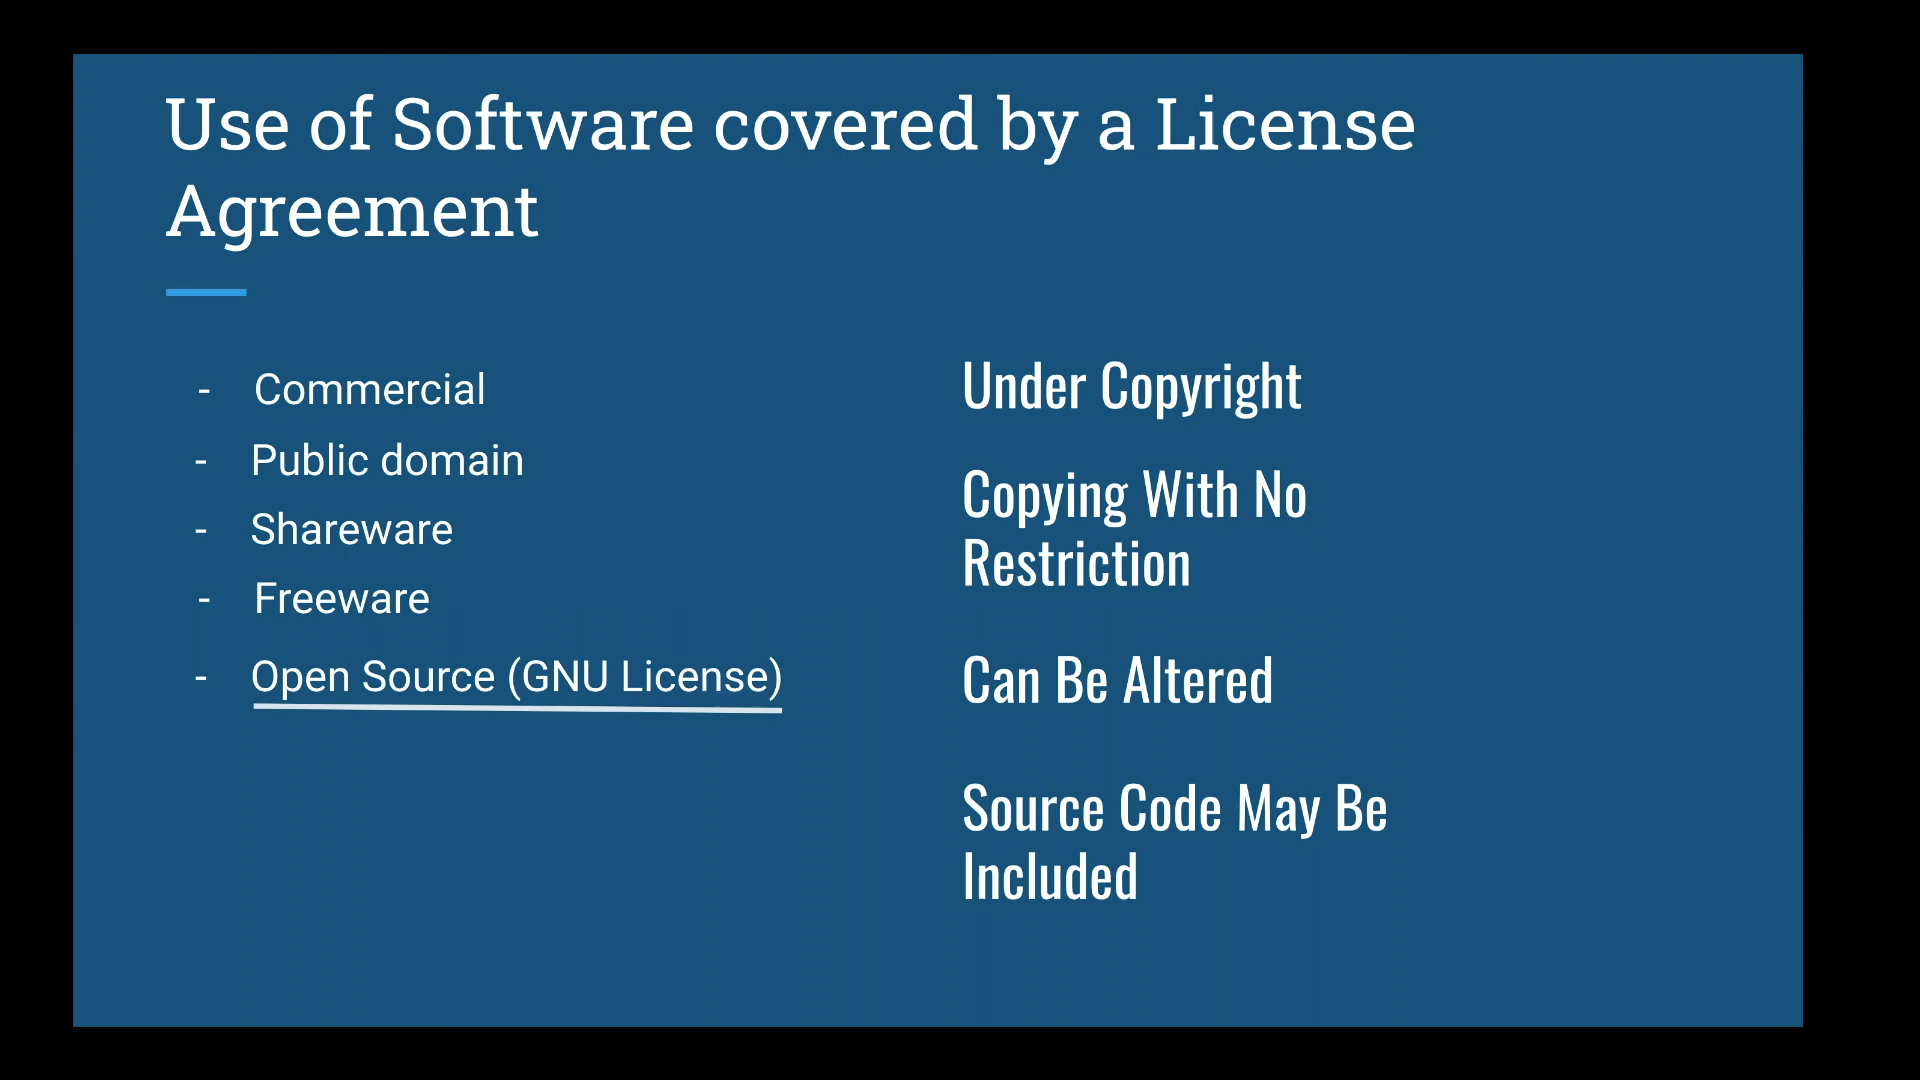 Use of Software covered by a License
Agreement
- Commercial
- Public domain
- Shareware
- Freeware
- Open Source (GNU License)
Under Copyright
Copying With No
Restriction
Can Be Altered
Source Code May Be
Included